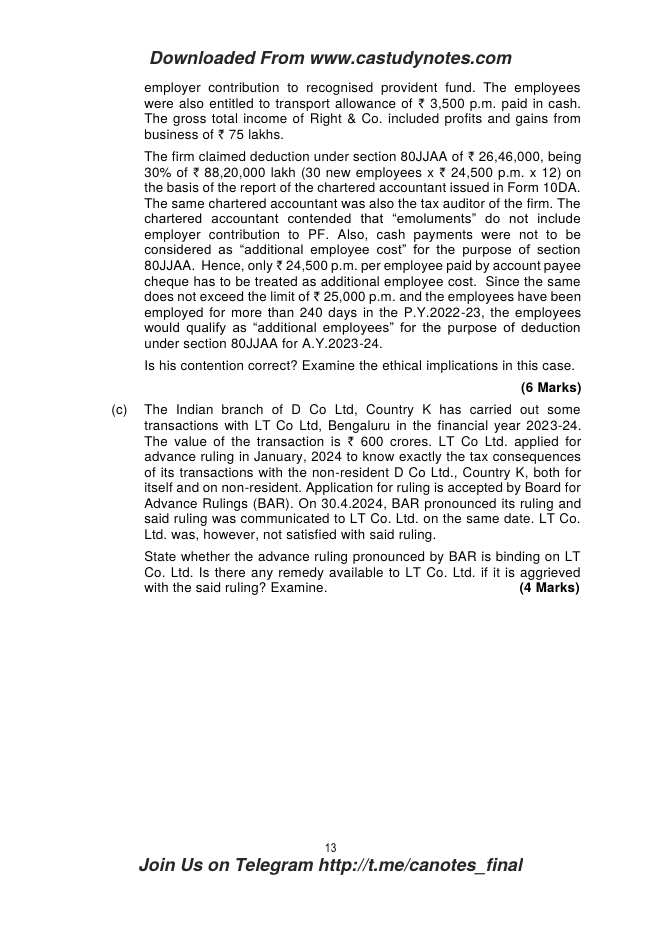 Downloaded From www.castudynotes.com
employer contribution to recognised provident fund. The employees
were also entitled to transport allowance of ₹ 3,500 p.m. paid in cash.
The gross total income of Right & Co. included profits and gains from
business of ₹ 75 lakhs.
The firm claimed deduction under section 80JJAA of ₹ 26,46,000, being
30% of ₹ 88,20,000 lakh (30 new employees x ₹ 24,500 p.m. x 12) on
the basis of the report of the chartered accountant issued in Form 10DA.
The same chartered accountant was also the tax auditor of the firm. The
chartered accountant contended that “emoluments” do not include
employer contribution to PF. Also, cash payments were not to be
considered as “additional employee cost” for the purpose of section
80JJAA. Hence, only ₹ 24,500 p.m. per employee paid by account payee
cheque has to be treated as additional employee cost. Since the same
does not exceed the limit of ₹ 25,000 p.m. and the employees have been
employed for more than 240 days in the P.Y.2022-23, the employees
would qualify as “additional employees” for the purpose of deduction
under section 80JJAA for A.Y.2023-24.
Is his contention correct? Examine the ethical implications in this case.
(6 Marks)
(c) The Indian branch of D Co Ltd, Country K has carried out some
transactions with LT Co Ltd, Bengaluru in the financial year 2023-24.
The value of the transaction is ₹ 600 crores. LT Co Ltd. applied for
advance ruling in January, 2024 to know exactly the tax consequences
of its transactions with the non-resident D Co Ltd., Country K, both for
itself and on non-resident. Application for ruling is accepted by Board for
Advance Rulings (BAR). On 30.4.2024, BAR pronounced its ruling and
said ruling was communicated to LT Co. Ltd. on the same date. LT Co.
Ltd. was, however, not satisfied with said ruling.
State whether the advance ruling pronounced by BAR is binding on LT
Co. Ltd. Is there any remedy available to LT Co. Ltd. if it is aggrieved
with the said ruling? Examine. (4 Marks)
13
Join Us on Telegram http://t.me/canotes_final